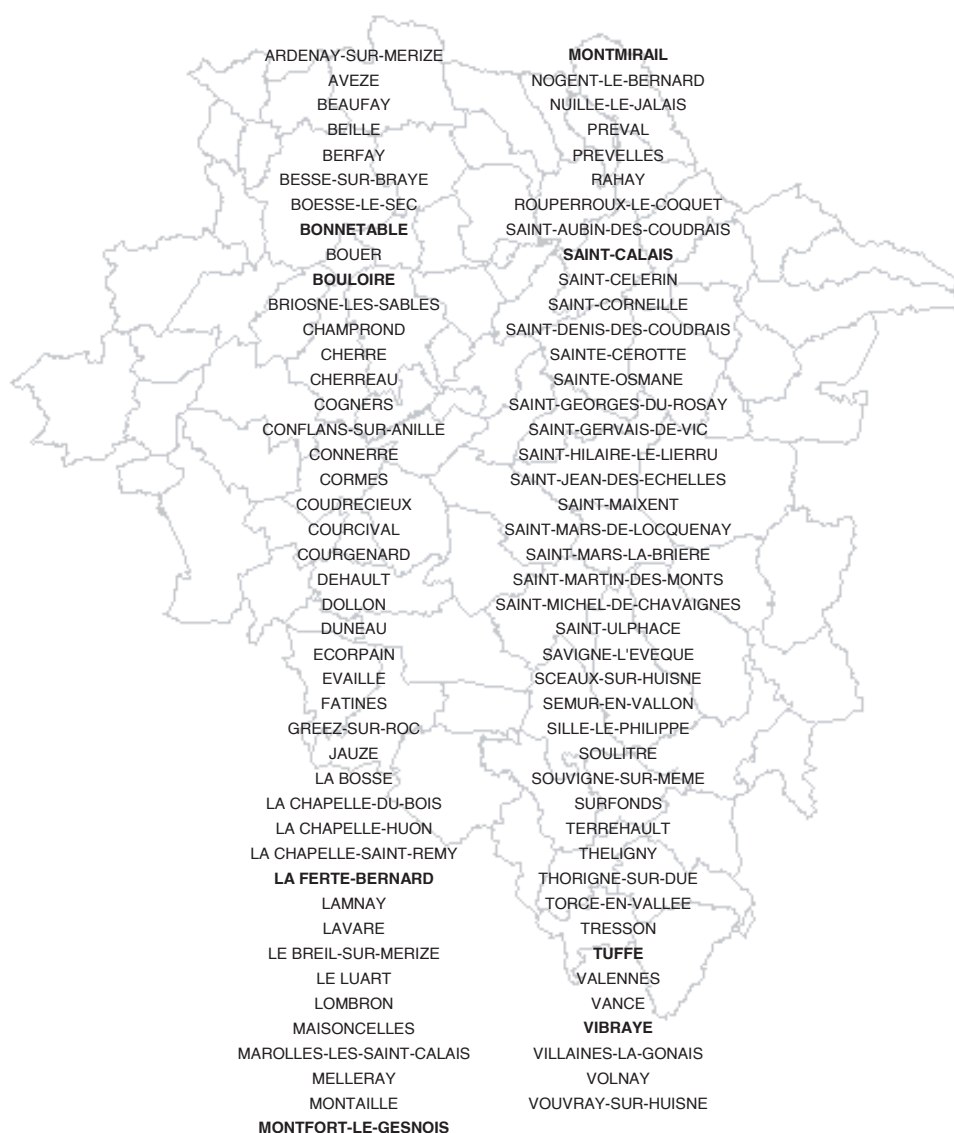 ARDENAY-SUR-MERIZE
AVEZE
BEAUFAY
BEILLE
BERFAY
BESSE-SUR-BRAYE
BOESSE-LE-SEC
BONNETABLE
BOUER
BOULOIRE
BRIOSNE-LES-SABLES
CHAMPROND
CHERRE
CHERREAU
COGNERS
CONFLANS-SUR-ANILLE
CONNERRE
CORMES
COUDRECIEUX
COURCIVAL
COURGENARD
DEHAULT
DOLLON
DUNEAU
ECORPAIN
EVAILLE
FATINES
GREEZ-SUR-ROC
JAUZE
LA BOSSE
LA CHAPELLE-DU-BOIS
LA CHAPELLE-HUON
LA CHAPELLE-SAINT-REMY
LA FERTE-BERNARD
LAMNAY
LAVARE
LE BREIL-SUR-MERIZE
LE LUART
LOMBRON
MAISONCELLES
MAROLLES-LES-SAINT-CALAIS
MELLERAY
MONTAILLE
MONTFORT-LE-GESNOIS
MONTMIRAIL
NOGENT-LE-BERNARD
NUILLE-LE-JALAIS
PREVAL
PREVELLES
RAHAY
ROUPERROUX-LE-COQUET
SAINT-AUBIN-DES-COUDRAIS
SAINT-CALAIS
SAINT-CELERIN
SAINT-CORNEILLE
SAINT-DENIS-DES-COUDRAIS
SAINTE-CEROTTE
SAINTE-OSMANE
SAINT-GEORGES-DU-ROSAY
SAINT-GERVAIS-DE-VIC
SAINT-HILAIRE-LE-LIERRU
SAINT-JEAN-DES-ECHELLES
SAINT-MAIXENT
SAINT-MARS-DE-LOCQUENAY
SAINT-MARS-LA-BRIERE
SAINT-MARTIN-DES-MONTS
SAINT-MICHEL-DE-CHAVAIGNES
SAINT-ULPHACE
SAVIGNE-L'EVEQUE
SCEAUX-SUR-HUISNE
SEMUR-EN-VALLON
SILLE-LE-PHILIPPE
SOULITRE
SOUVIGNE-SUR-MEME
SURFONDS
TERREHAULT
THELIGNY
THORIGNE-SUR-DUE
TORCE-EN-VALLEE
TRESSON
TUFFE
VALENNES
VANCE
VIBRAYE
VILLAINES-LA-GONAIS
VOLNAY
VOUVRAY-SUR-HUISNE